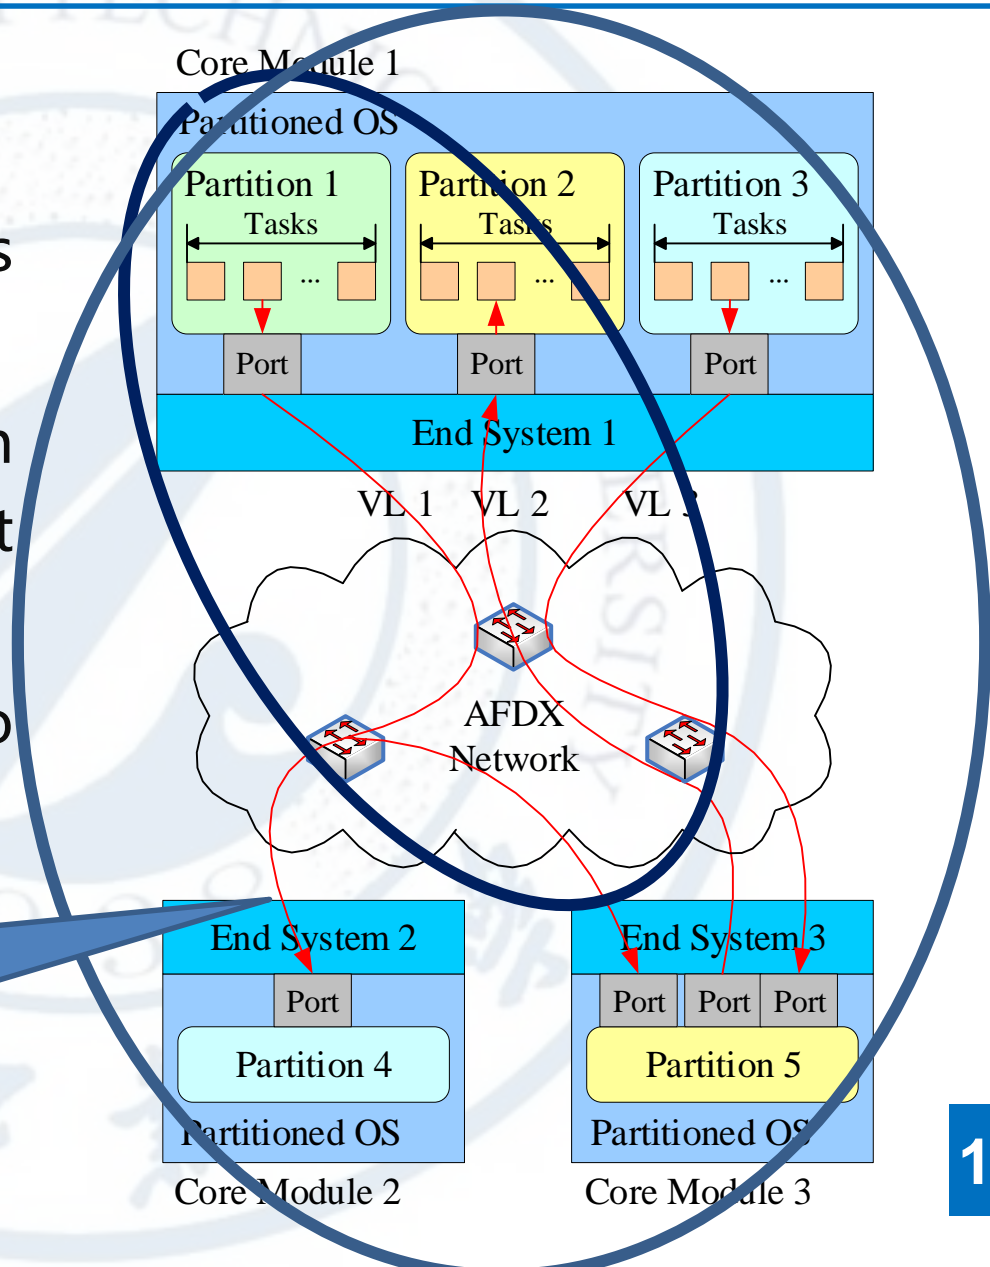 Core Module 1
Partitioned OS
Partition 1
Partition 2
Partition 3
Tasks
Tasks
Tasks
...
...
...
Port
Port
Port
End System 1
VL 1
VL 2
VL 3
AFDX
Network
End System 2
End System 3
Port
Port
Port
Port
Partition 4
Partition 5
Partitioned OS
Partitioned OS
Core Module 2
Core Module 3
1